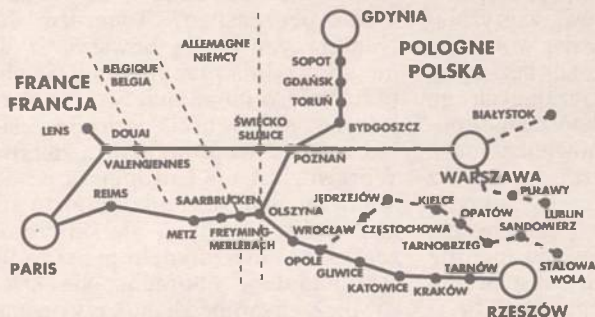 GDYNIA
ALLEMAGNE
NIEMCY
POLOGNE
POLSKA
SOPOT
GDAŃSK
TORUŃ
BYDGOSZCZ
BELGIQUE
BELGIA
FRANCE
FRANCJA
LENS
DOUAI
VALENGIENNES
ŚWIECKO
SŁUBICE
POZNAŃ
BIAŁYSTOK
WARSZAWA
PUŁAWY
LUBLIN
REIMS
SAARBRUCKEN
OLSZYNA
METZ
FREYMING-
MERLEBACH
PARIS
JĘDRZEJÓW
KIELCE
WROCŁAW
CZĘSTOCHOWA
OPATÓW
SANDOMIERZ
TARNOBRZEG
OPOLE
GLIWICE
STALOWA
WOLA
KATOWICE
KRAKÓW
TARNÓW
RZESZÓW